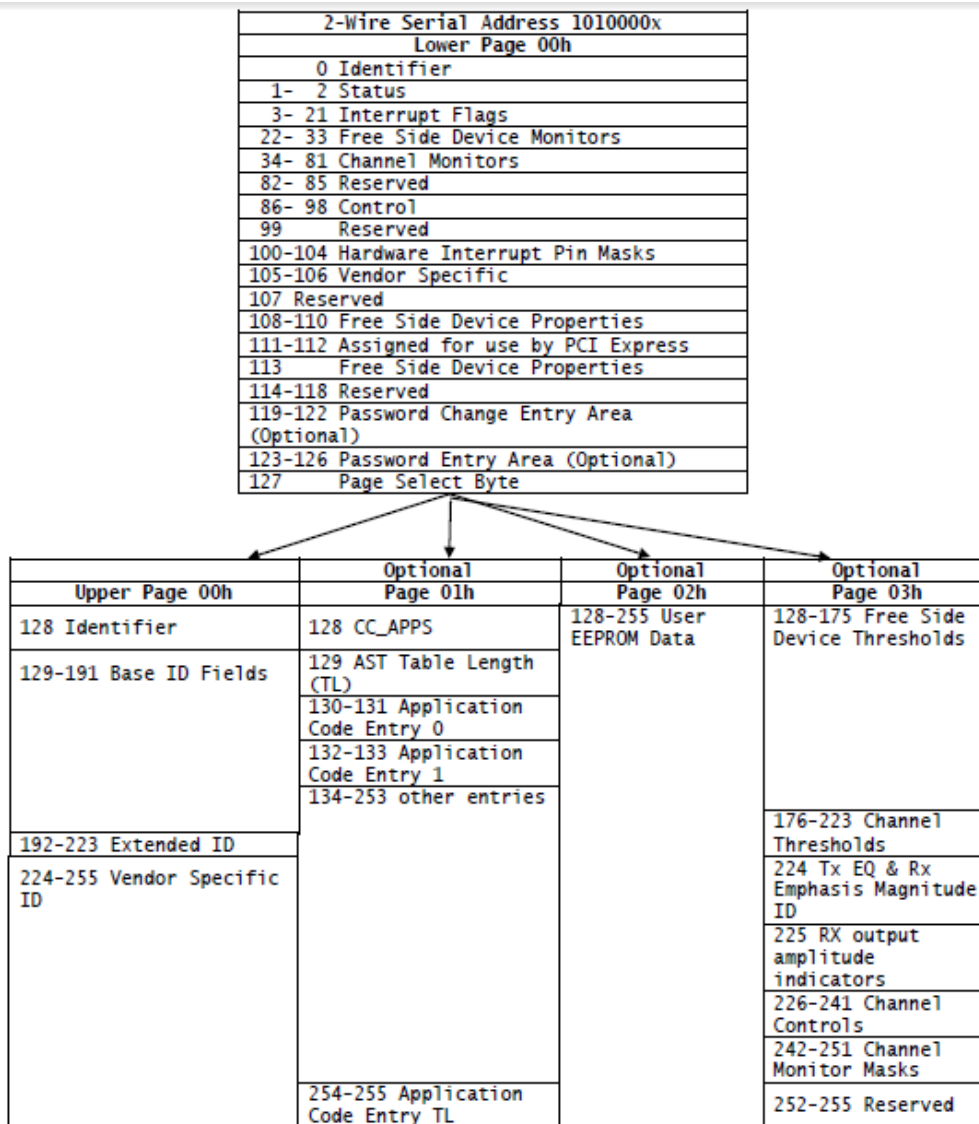 2-Wire Serial Address 1010000x
Lower Page 00h
0 Identifier
1- 2 Status
3- 21 Interrupt Flags
22- 33 Free Side Device Monitors
34- 81 Channel Monitors
82- 85 Reserved
86- 98 Control
99 Reserved
100-104 Hardware Interrupt Pin Masks
105-106 Vendor Specific
107 Reserved
108-110 Free Side Device Properties
111-112 Assigned for use by PCI Express
113 Free Side Device Properties
114-118 Reserved
119-122 Password Change Entry Area
(Optional)
123-126 Password Entry Area (Optional)
127 Page Select Byte
Upper Page 00h
128 Identifier
129-191 Base ID Fields
192-223 Extended ID
224-255 Vendor Specific
ID
Optional
Page 01h
128 CC_APPS
129 AST Table Length
(TL)
130-131 Application
Code Entry 0
132-133 Application
Code Entry 1
134-253 other entries
254-255 Application
Code Entry TL
Optional
Page 02h
128-255 User
EEPROM Data
Optional
Page 03h
128-175 Free Side
Device Thresholds
176-223 Channel
Thresholds
224 Tx EQ & Rx
Emphasis Magnitude
ID
225 RX output
amplitude
indicators
226-241 Channel
Controls
242-251 Channel
Monitor Masks
252-255 Reserved